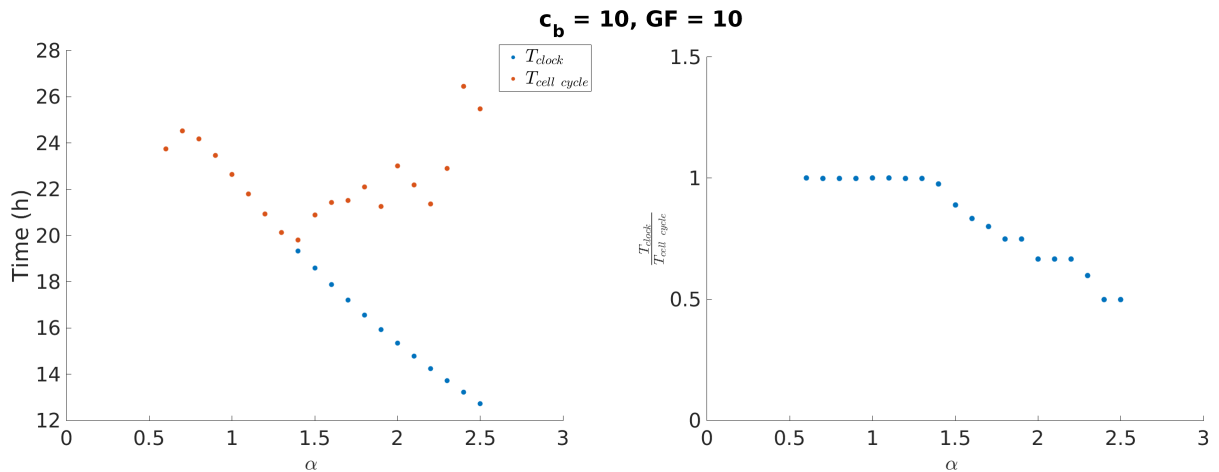 c_b = 10, GF = 10
T_clock
T_cell cycle
Time (h)
28
26
24
22
20
18
16
14
12
0 0.5 1 1.5 2 2.5 3
α
T_clock
T_cell cycle
1.5
1
0.5
0
0 0.5 1 1.5 2 2.5 3
α